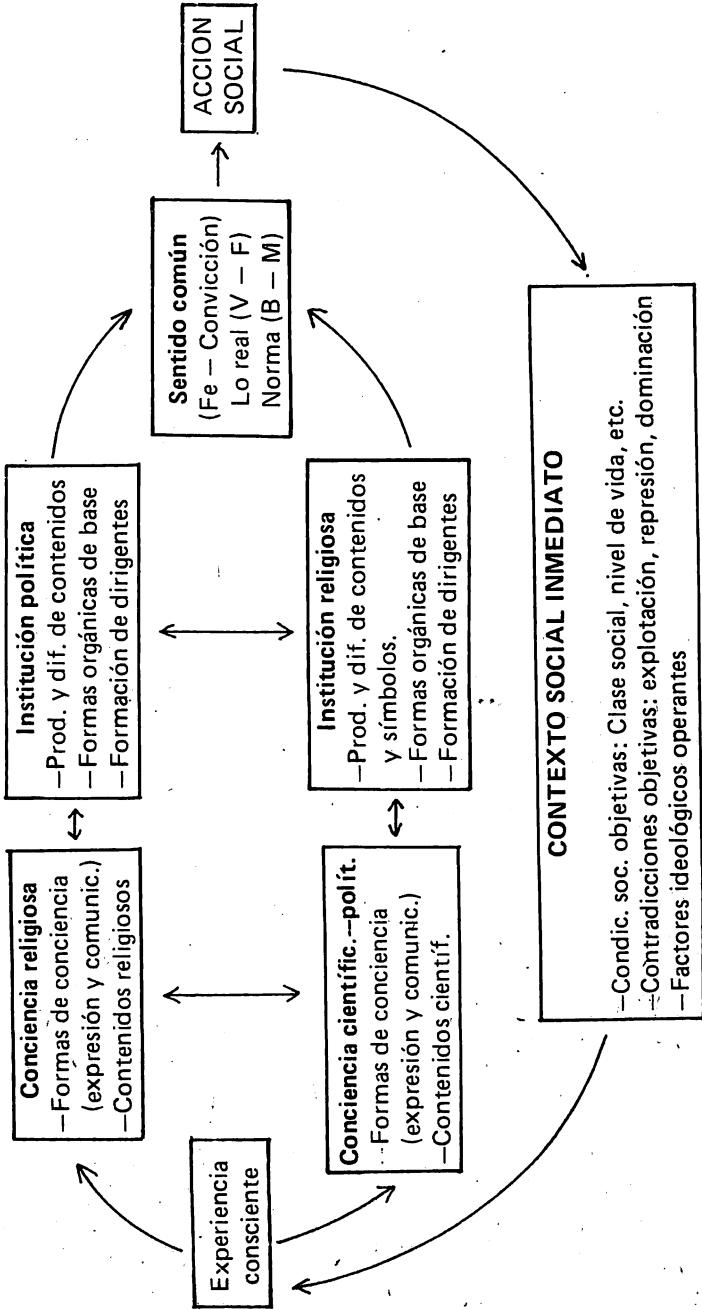 Experiencia
consciente
Conciencia religiosa
—Formas de conciencia
(expresión y comunic.)
—Contenidos religiosos
Conciencia científic.—polít.
—Formas de conciencia
(expresión y comunic.)
—Contenidos científ.
Institución política
—Prod. y dif. de contenidos
—Formas orgánicas de base
—Formación de dirigentes
Institución religiosa
—Prod. y dif. de contenidos
y símbolos.
—Formas orgánicas de base
—Formación de dirigentes
Sentido común
(Fe — Convicción)
Lo real (V — F)
Norma (B — M)
ACCION
SOCIAL
CONTEXTO SOCIAL INMEDIATO
—Condic. soc. objetivas: Clase social, nivel de vida, etc.
—Contradicciones objetivas: explotación, represión, dominación
—Factores ideológicos operantes